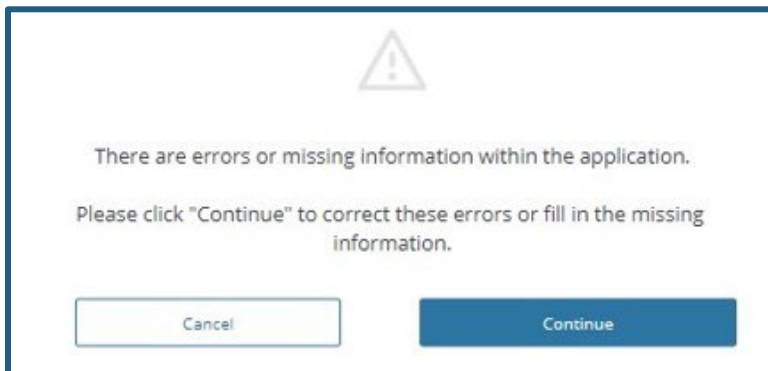 There are errors or missing information within the application.
Please click "Continue" to correct these errors or fill in the missing
information.
Cancel
Continue